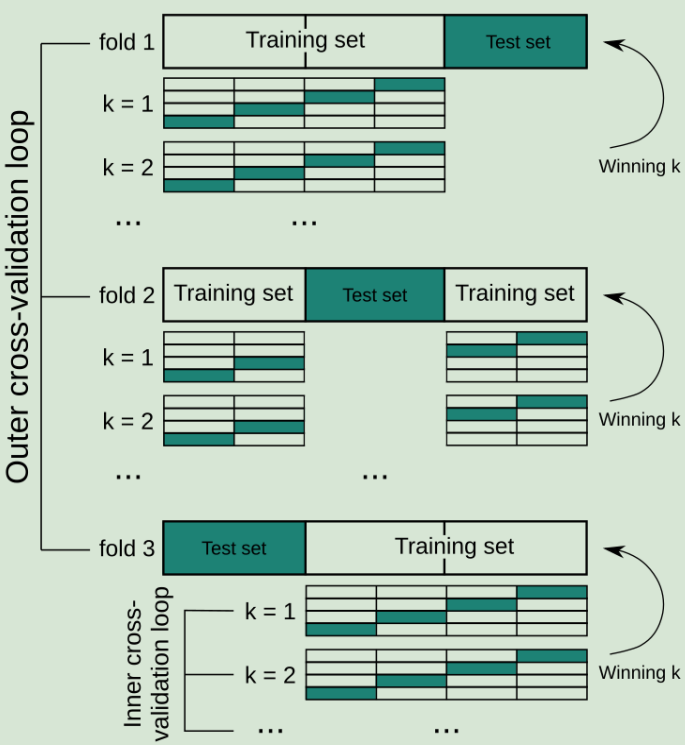 Outer cross-validation loop
fold 1
Training set
Test set
k = 1
k = 2
Winning k
...
...
fold 2
Training set
Test set
Training set
k = 1
k = 2
Winning k
...
...
fold 3
Test set
Training set
Inner cross-
validation loop
k = 1
k = 2
Winning k
...
...